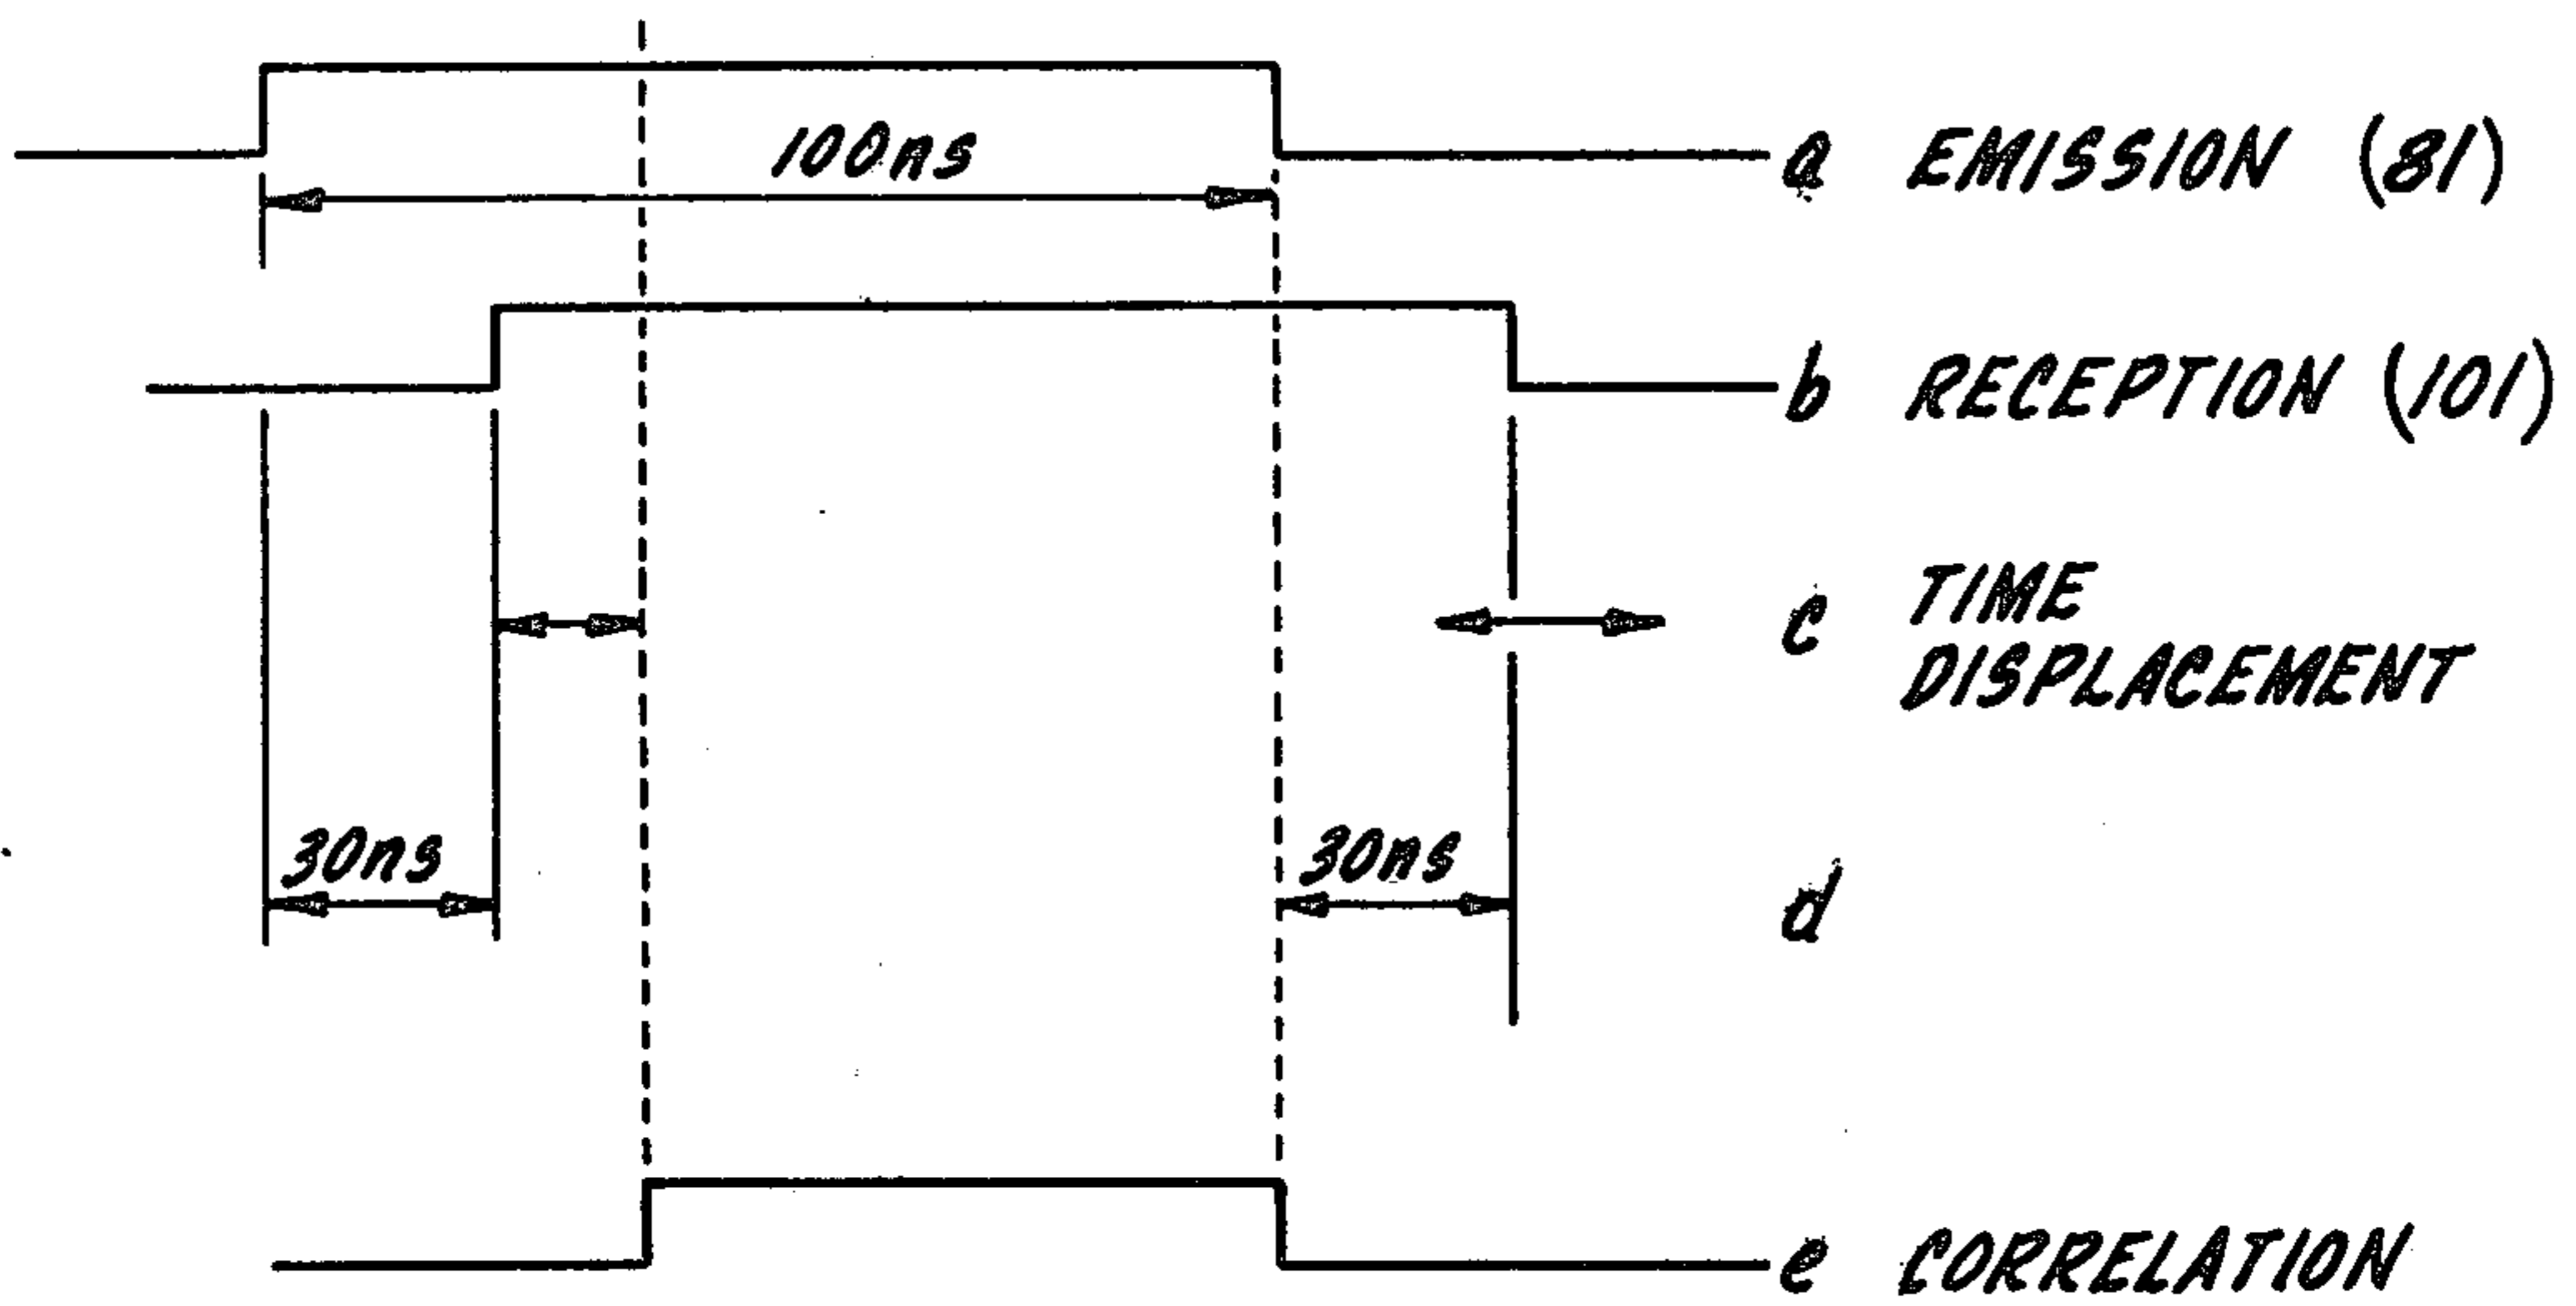 100ns
a EMISSION (81)
b RECEPTION (101)
c TIME
DISPLACEMENT
30ns
30ns
d
e CORRELATION